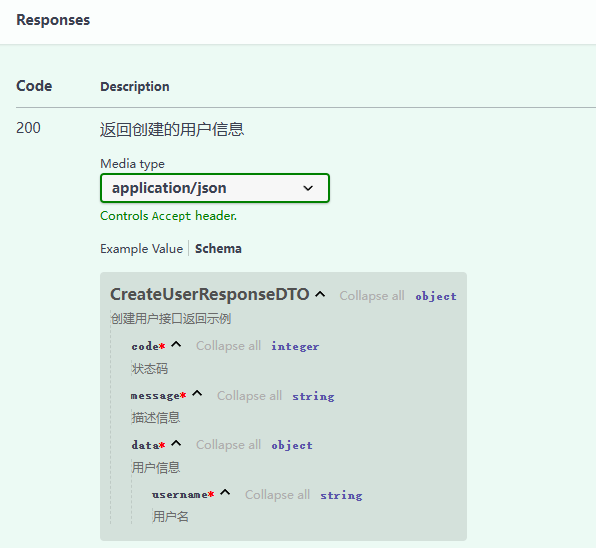 Responses
Code Description
200 返回创建的用户信息
Media type
application/json
Controls Accept header.
Example Value Schema
CreateUserResponseDTO Collapse all object
创建用户接口返回示例
code* Collapse all integer
状态码
message* Collapse all string
描述信息
data* Collapse all object
用户信息
username* Collapse all string
用户名